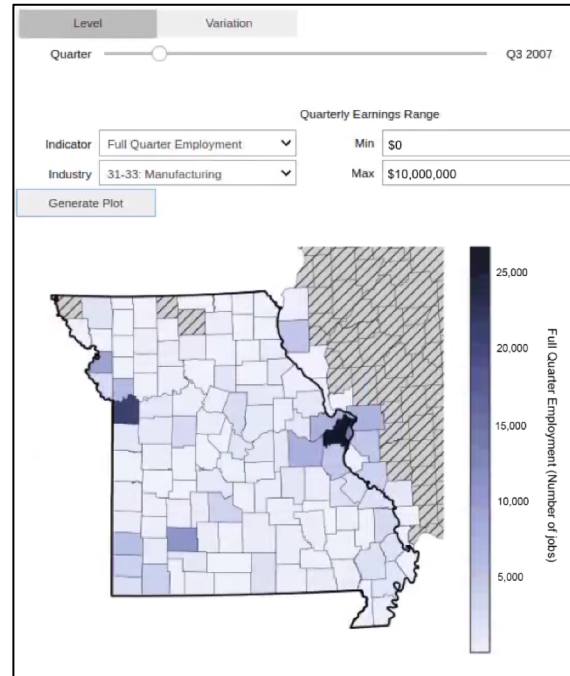 Level Variation
Quarter Q3 2007
Quarterly Earnings Range
Indicator Full Quarter Employment Min $0
Industry 31-33: Manufacturing Max $10,000,000
Generate Plot
25,000
20,000
15,000
10,000
5,000
Full Quarter Employment (Number of jobs)